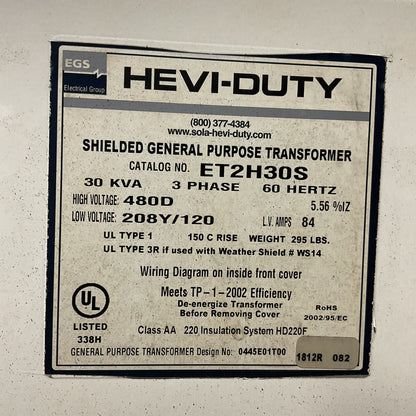 EGS
Electrical Group
HEVI-DUTY
(800) 377-4384
www.sola-hevi-duty.com
SHIELDED GENERAL PURPOSE TRANSFORMER
CATALOG NO. ET2H30S
30 KVA 3 PHASE 60 HERTZ
HIGH VOLTAGE: 480D 5.56 %IZ
LOW VOLTAGE: 208Y/120 L.V. AMPS 84
UL TYPE 1 150 C RISE WEIGHT 295 LBS.
UL TYPE 3R if used with Weather Shield # WS14
Wiring Diagram on inside front cover
Meets TP-1-2002 Efficiency
De-energize Transformer
Before Removing Cover
RoHS
2002/95/EC
UL
LISTED
338H
Class AA 220 Insulation System HD220F
GENERAL PURPOSE TRANSFORMER Design No: 0445E01T00
1812R 082